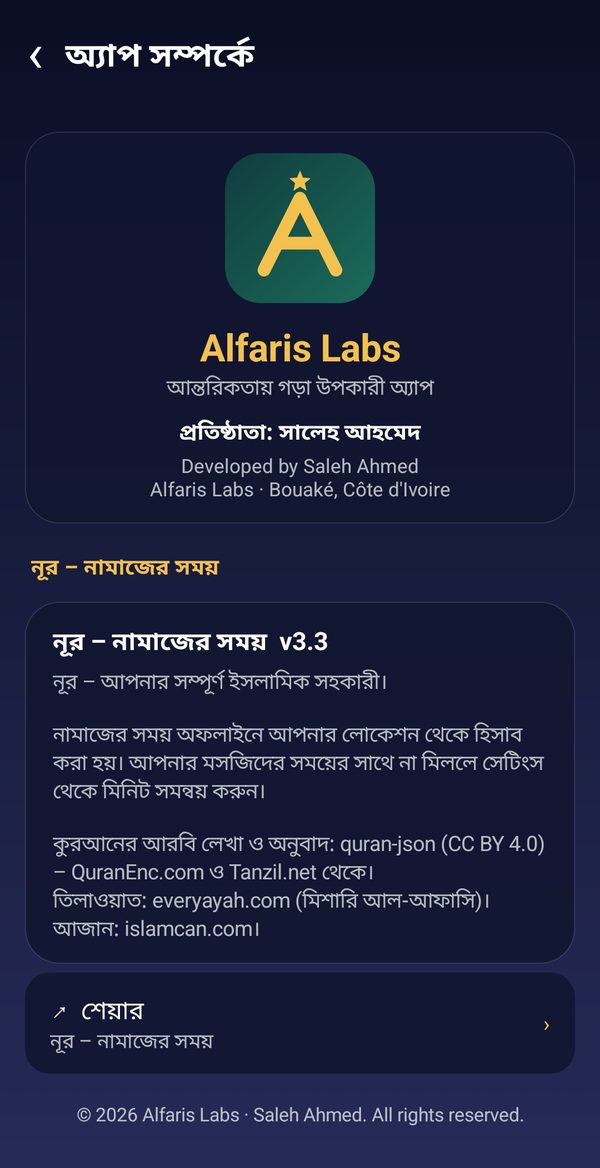 অ্যাপ সম্পর্কে
Alfaris Labs
আন্তরিকতায় গড়া উপকারী অ্যাপ
প্রতিষ্ঠাতা: সালেহ আহমেদ
Developed by Saleh Ahmed
Alfaris Labs · Bouaké, Côte d'Ivoire
নূর – নামাজের সময়
নূর – নামাজের সময় v3.3
নূর – আপনার সম্পূর্ণ ইসলামিক সহকারী।
নামাজের সময় অফলাইনে আপনার লোকেশন থেকে হিসাব
করা হয়। আপনার মসজিদের সময়ের সাথে না মিললে সেটিংস
থেকে মিনিট সমন্বয় করুন।
কুরআনের আরবি লেখা ও অনুবাদ: quran-json (CC BY 4.0)
– QuranEnc.com ও Tanzil.net থেকে।
তিলাওয়াত: everyayah.com (মিশারি আল-আফাসি)।
আজান: islamcan.com।
শেয়ার
নূর – নামাজের সময়
© 2026 Alfaris Labs · Saleh Ahmed. All rights reserved.